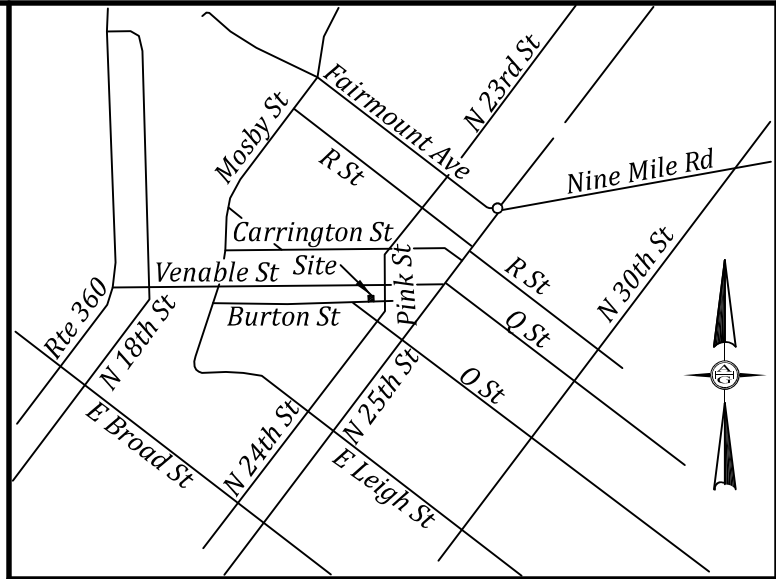 N 23rd St
Fairmount Ave
Mosby St
R St
Nine Mile Rd
Carrington St
Venable St
Site
Pink St
R St
N 30th St
Rte 360
N 18th St
Burton St
Q St
N 25th St
O St
N 24th St
E Broad St
E Leigh St